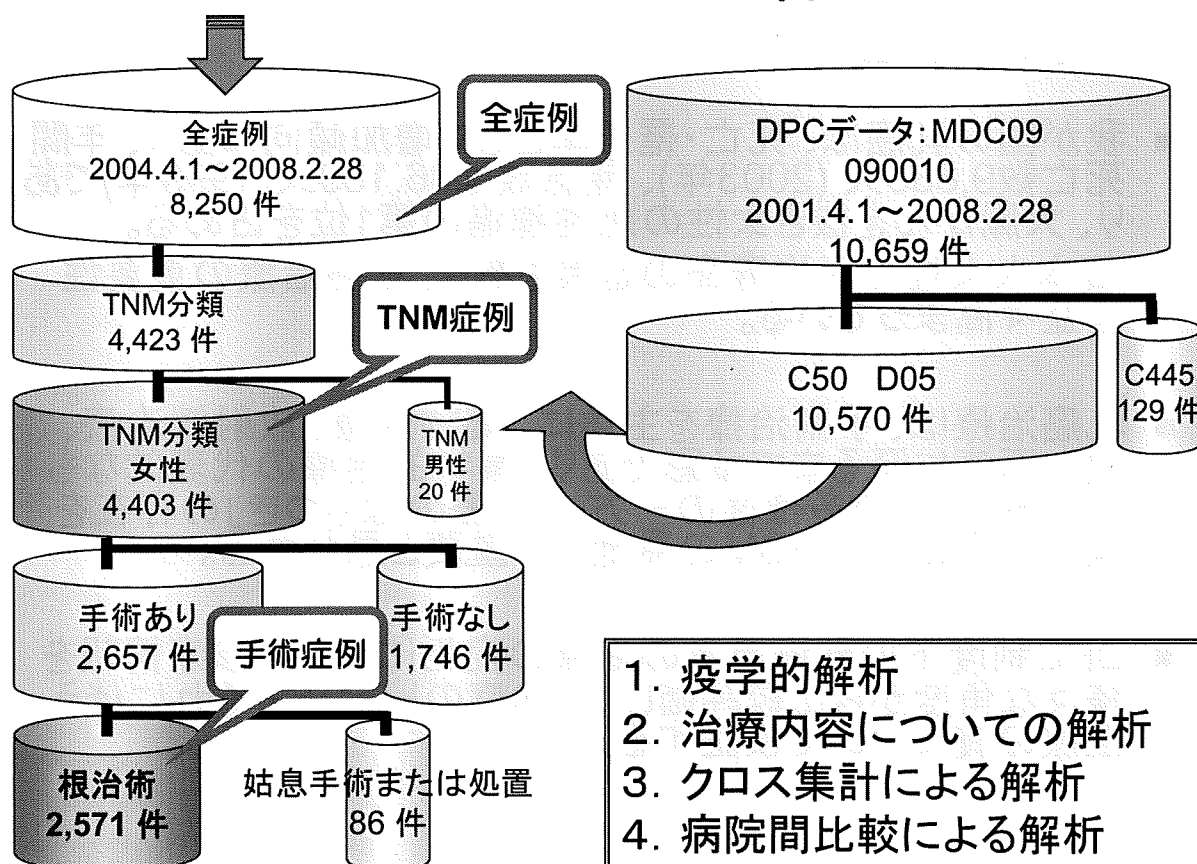 全症例
2004.4.1～2008.2.28
8,250 件
全症例
TNM分類
4,423 件
TNM症例
TNM分類
女性
4,403 件
TNM
男性
20 件
手術あり
2,657 件
手術症例
手術なし
1,746 件
根治術
2,571 件
姑息手術または処置
86 件
DPCデータ:MDC09
090010
2001.4.1～2008.2.28
10,659 件
C50 D05
10,570 件
C445
129 件
1. 疫学的解析
2. 治療内容についての解析
3. クロス集計による解析
4. 病院間比較による解析